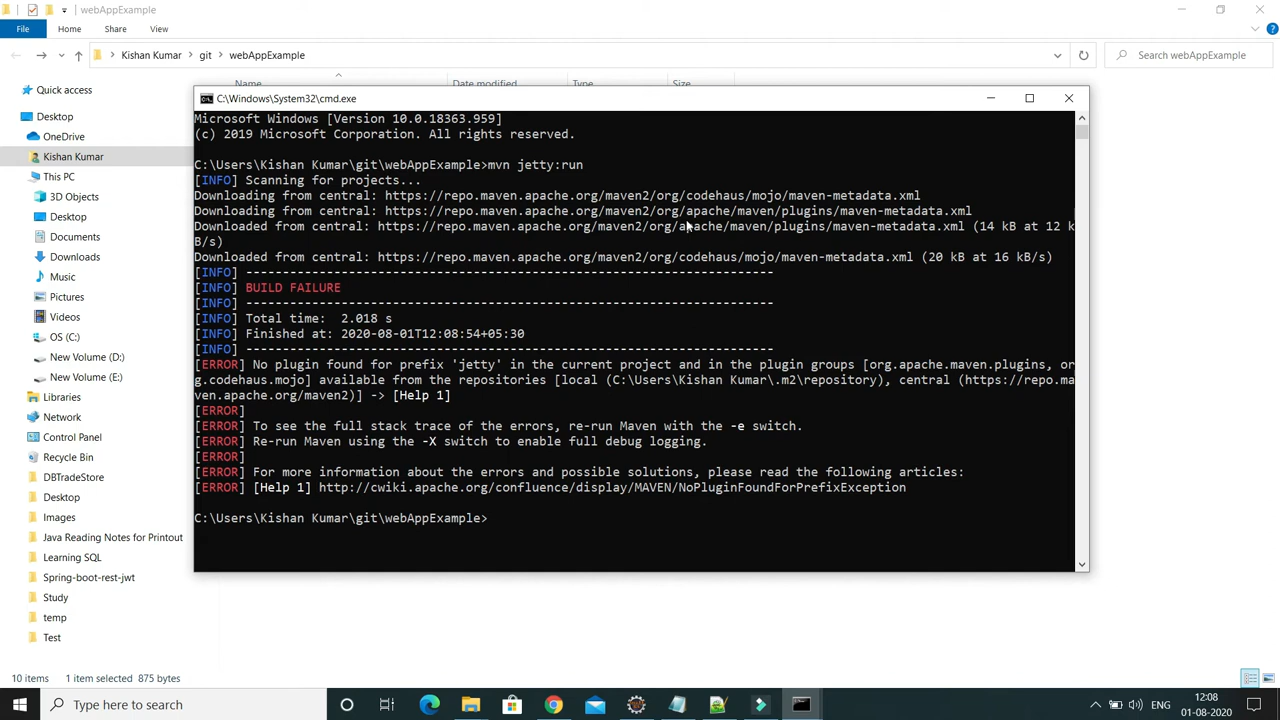 webAppExample
File
Home
Share
View
Kishan Kumar
git
webAppExample
Search webAppExample
Name
Date modified
Type
Size
Quick access
Desktop
OneDrive
Kishan Kumar
This PC
3D Objects
Desktop
Documents
Downloads
Music
Pictures
Videos
OS (C:)
New Volume (D:)
New Volume (E:)
Libraries
Network
Control Panel
Recycle Bin
DBTradeStore
Desktop
Images
Java Reading Notes for Printout
Learning SQL
Spring-boot-rest-jwt
Study
temp
Test
C:\Windows\System32\cmd.exe
Microsoft Windows [Version 10.0.18363.959]
(c) 2019 Microsoft Corporation. All rights reserved.
C:\Users\Kishan Kumar\git\webAppExample>mvn jetty:run
[INFO] Scanning for projects...
Downloading from central: https://repo.maven.apache.org/maven2/org/codehaus/mojo/maven-metadata.xml
Downloading from central: https://repo.maven.apache.org/maven2/org/apache/maven/plugins/maven-metadata.xml
Downloaded from central: https://repo.maven.apache.org/maven2/org/apache/maven/plugins/maven-metadata.xml (14 kB at 12 k
B/s)
Downloaded from central: https://repo.maven.apache.org/maven2/org/codehaus/mojo/maven-metadata.xml (20 kB at 16 kB/s)
[INFO] ------------------------------------------------------------------------
[INFO] BUILD FAILURE
[INFO] ------------------------------------------------------------------------
[INFO] Total time:  2.018 s
[INFO] Finished at: 2020-08-01T12:08:54+05:30
[INFO] ------------------------------------------------------------------------
[ERROR] No plugin found for prefix 'jetty' in the current project and in the plugin groups [org.apache.maven.plugins, or
g.codehaus.mojo] available from the repositories [local (C:\Users\Kishan Kumar\.m2\repository), central (https://repo.ma
ven.apache.org/maven2)] -> [Help 1]
[ERROR]
[ERROR] To see the full stack trace of the errors, re-run Maven with the -e switch.
[ERROR] Re-run Maven using the -X switch to enable full debug logging.
[ERROR]
[ERROR] For more information about the errors and possible solutions, please read the following articles:
[ERROR] [Help 1] http://cwiki.apache.org/confluence/display/MAVEN/NoPluginFoundForPrefixException
C:\Users\Kishan Kumar\git\webAppExample>
10 items
1 item selected 875 bytes
Type here to search
ENG
12:08
01-08-2020